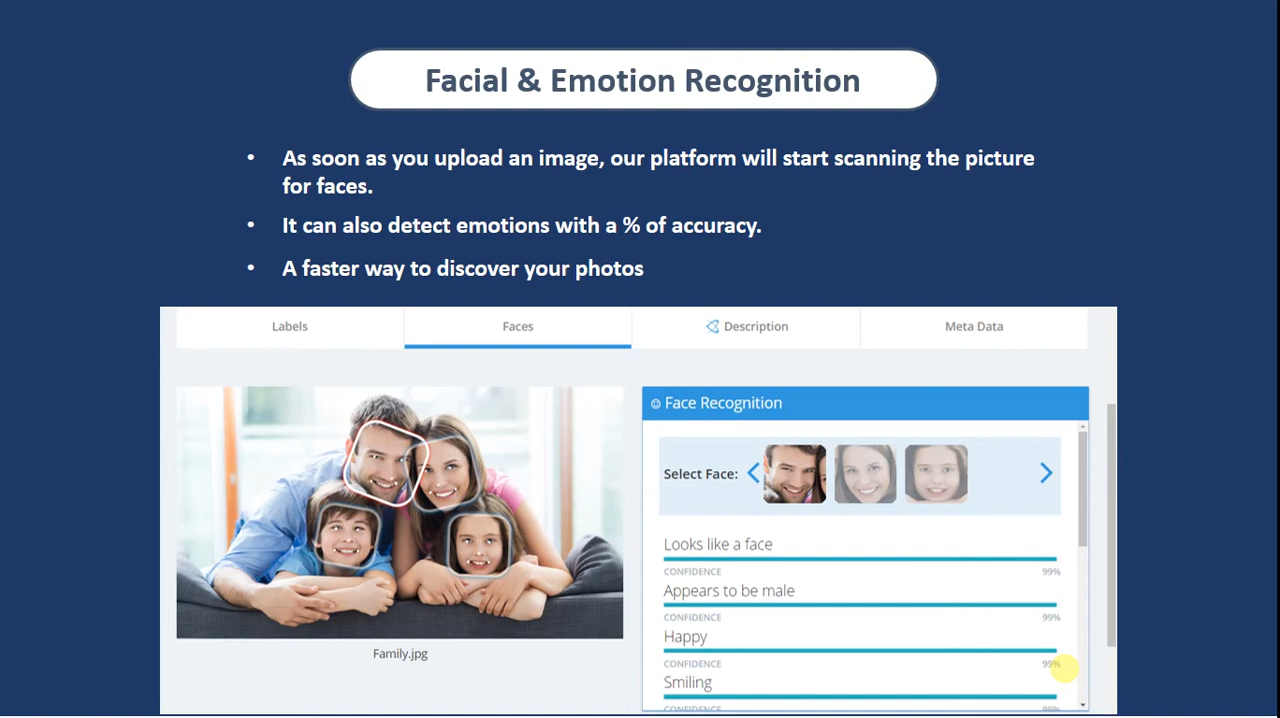 Facial & Emotion Recognition
• As soon as you upload an image, our platform will start scanning the picture
for faces.
• It can also detect emotions with a % of accuracy.
• A faster way to discover your photos
Labels
Faces
Description
Meta Data
Family.jpg
Face Recognition
Select Face:
Looks like a face
CONFIDENCE 99%
Appears to be male
CONFIDENCE 99%
Happy
CONFIDENCE 99%
Smiling
CONFIDENCE 99%